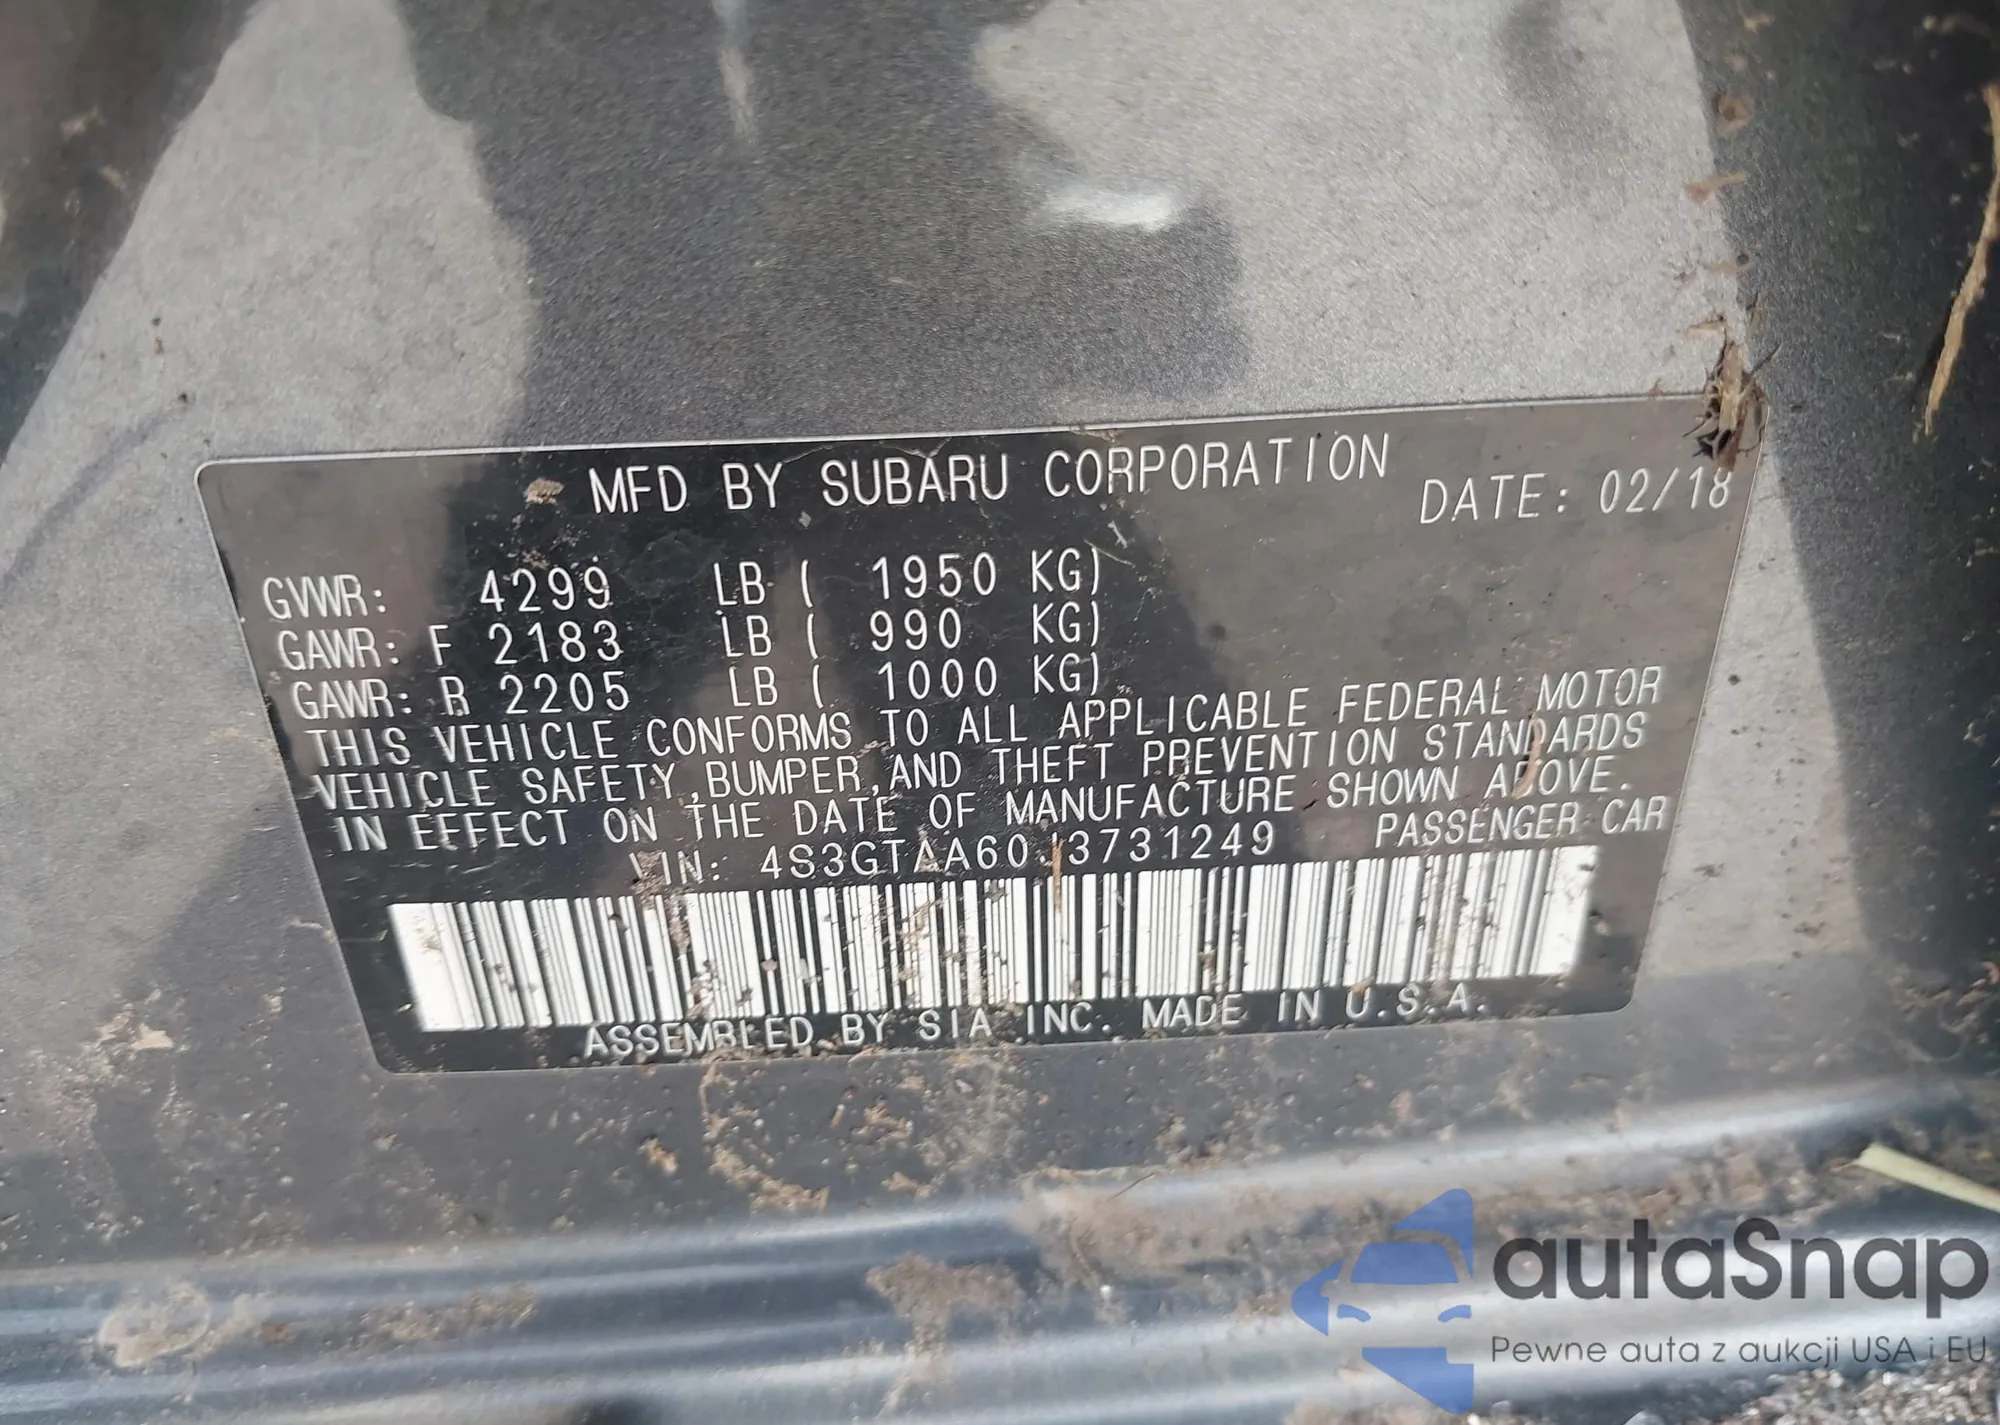 MFD BY SUBARU CORPORATION DATE: 02/18
GVWR: 4299 LB ( 1950 KG)
GAWR: F 2183 LB ( 990 KG)
GAWR: R 2205 LB ( 1000 KG)
THIS VEHICLE CONFORMS TO ALL APPLICABLE FEDERAL MOTOR
VEHICLE SAFETY,BUMPER,AND THEFT PREVENTION STANDARDS
IN EFFECT ON THE DATE OF MANUFACTURE SHOWN ABOVE.
VIN: 4S3GTAA60J3731249 PASSENGER CAR
ASSEMBLED BY SIA INC. MADE IN U.S.A.
autaSnap
Pewne auta z aukcji USA i EU